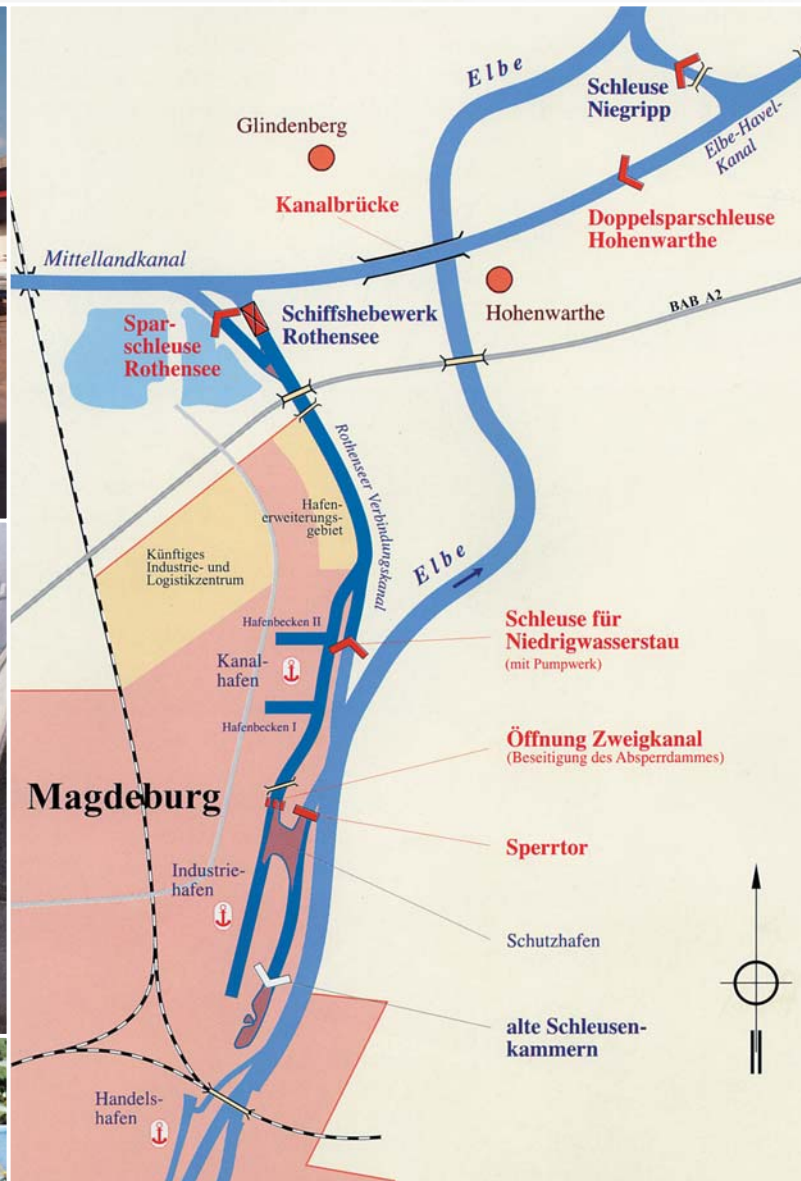 Elbe
Schleuse
Niegripp
Elbe-Havel-
Kanal
Glindenberg
Kanalbrücke
Doppelsparschleuse
Hohenwarthe
Mittellandkanal
Schiffshebewerk
Rothensee
Hohenwarthe
BAB A2
Spar-
schleuse
Rothensee
Rothenseer Verbindungskanal
Hafen-
erweiterungs-
gebiet
Künftiges
Industrie- und
Logistikzentrum
Elbe
Hafenbecken II
Schleuse für
Niedrigwasserstau
(mit Pumpwerk)
Kanal-
hafen
Hafenbecken I
Öffnung Zweigkanal
(Beseitigung des Absperrdammes)
Magdeburg
Sperrtor
Industrie-
hafen
Schutzhafen
alte Schleusen-
kammern
Handels-
hafen